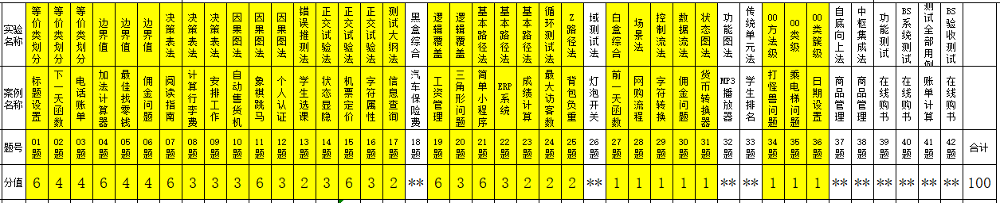 实验名称 等价类划分 等价类划分 等价类划分 边界值 边界值 边界值 决策表法 决策表法 决策表法 因果图法 因果图法 因果图法 错误推测法 正交试验法 正交试验法 正交试验法 测试大纲法 黑盒综合 逻辑覆盖 逻辑覆盖 基本路径法 基本路径法 基本路径法 循环测试法 Z路径法 域测试法 白盒综合 场景法 控制流法 数据流法 状态图法 功能图法 传统单元法 OO方法级 OO类级 OO类簇级 自底向上法 中枢集成法 功能测试 BS系统测试 测试全部用例 BS验收测试
案例名称 标题设置 下一天函数 电话账单 加法计算器 最佳找零钱 佣金问题 阅读指南 计算行李费 安排工作 自动售货机 象棋跳马 个人认证 学生选课 状态显隐 机票定价 字符属性 信息查询 汽车保险费 工资管理 三角形问题 简单小程序 ERP系统 成绩计算 最大访客数 背包负重 灯泡开关 前一天函数 网购流程 字符转换 佣金问题 货币转换器 MP3播放器 学生排名 打怪兽问题 乘电梯问题 日期设置 商品管理 商品管理 在线购书 在线购书 账单计算 在线购书
题号 01题 02题 03题 04题 05题 06题 07题 08题 09题 10题 11题 12题 13题 14题 15题 16题 17题 18题 19题 20题 21题 22题 23题 24题 25题 26题 27题 28题 29题 30题 31题 32题 33题 34题 35题 36题 37题 38题 39题 40题 41题 42题 合计
分值 6 4 4 6 4 4 6 3 3 3 3 3 2 3 6 3 2 ** 6 3 6 3 2 2 2 ** 1 1 1 1 1 ** ** 1 1 1 ** ** ** ** ** ** 100